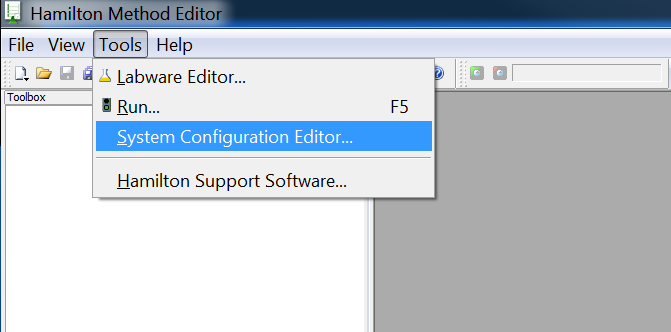 Hamilton Method Editor
File View Tools Help
Toolbox
Labware Editor...
Run... F5
System Configuration Editor...
Hamilton Support Software...